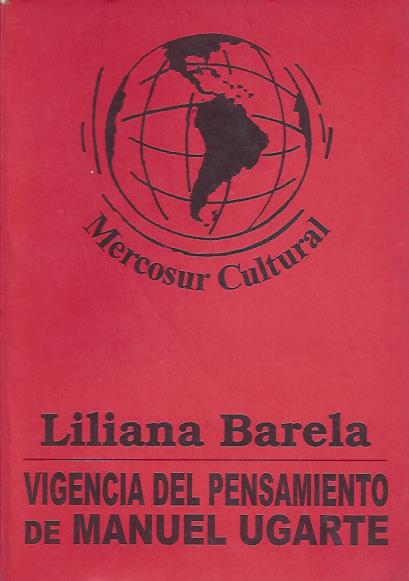 Mercosur Cultural
Liliana Barela
VIGENCIA DEL PENSAMIENTO
DE MANUEL UGARTE